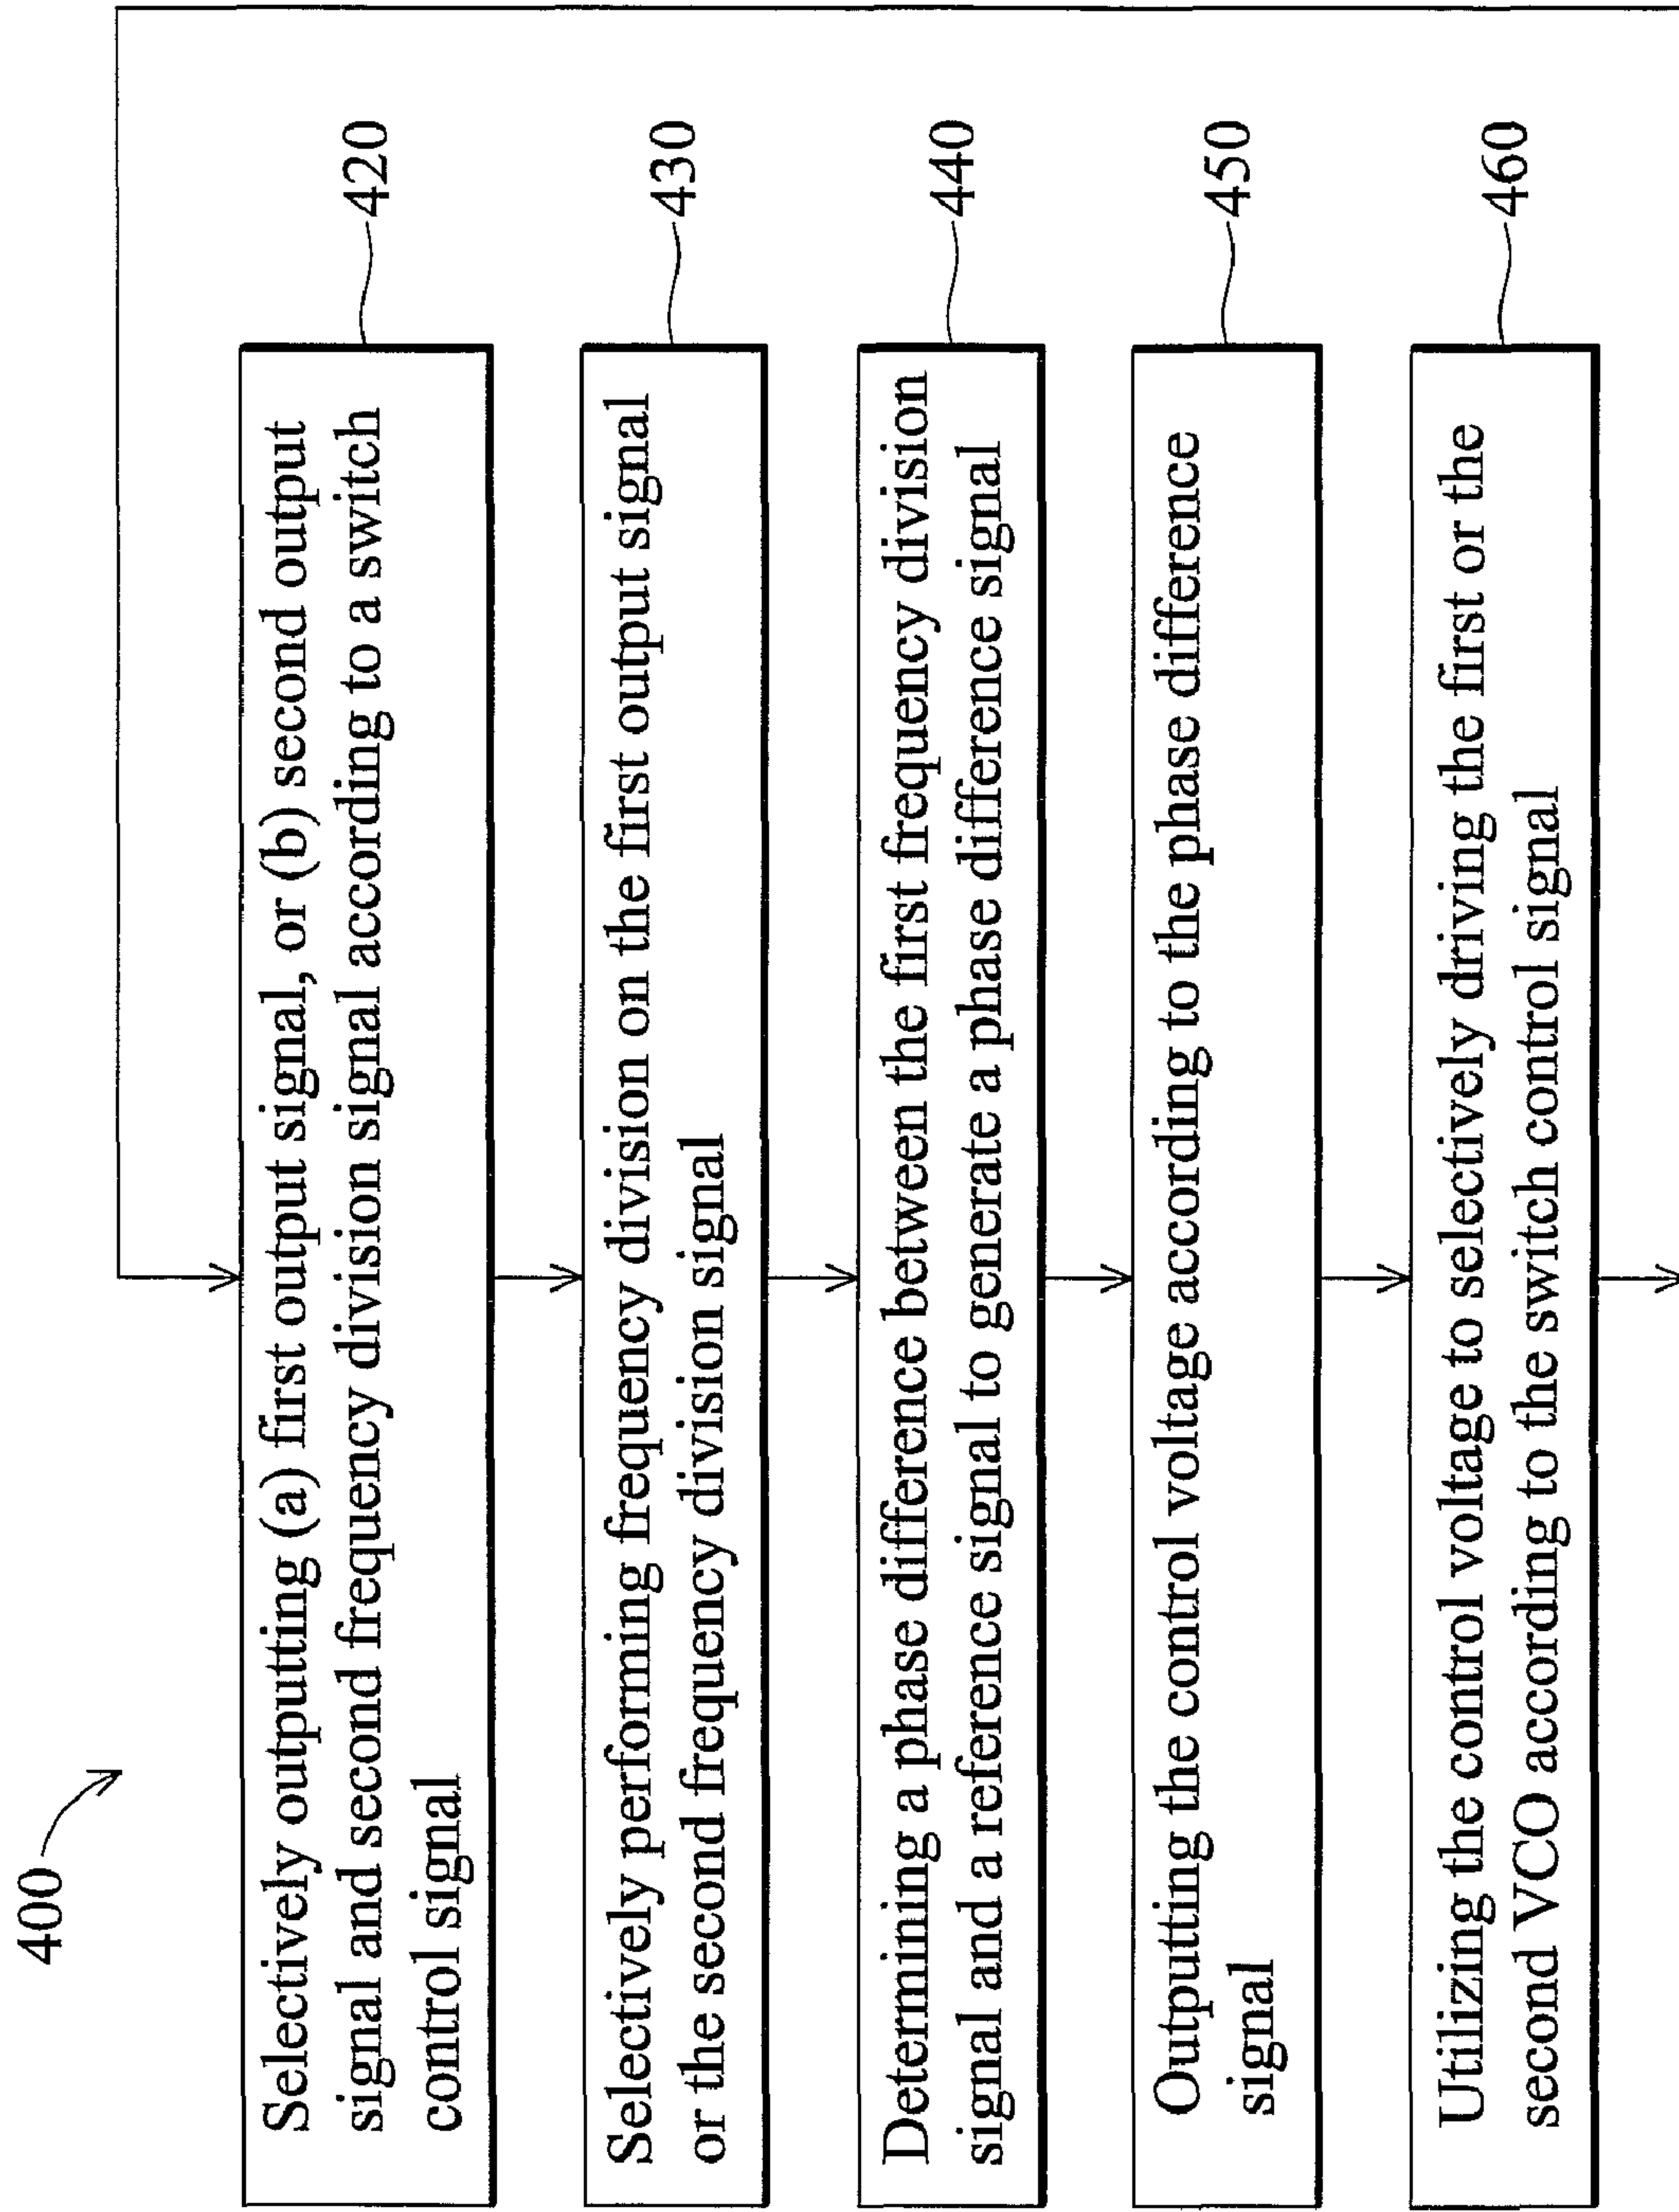 400
Selectively outputing (a) first output signal, or (b) second output
signal and second frequency division signal according to a switch
control signal
420
Selectively performing frequency division on the first output signal
or the second frequency division signal
430
Determining a phase difference between the first frequency division
signal and a reference signal to generate a phase difference signal
440
Outputting the control voltage according to the phase difference
signal
450
Utilizing the control voltage to selectively driving the first or the
second VCO according to the switch control signal
460